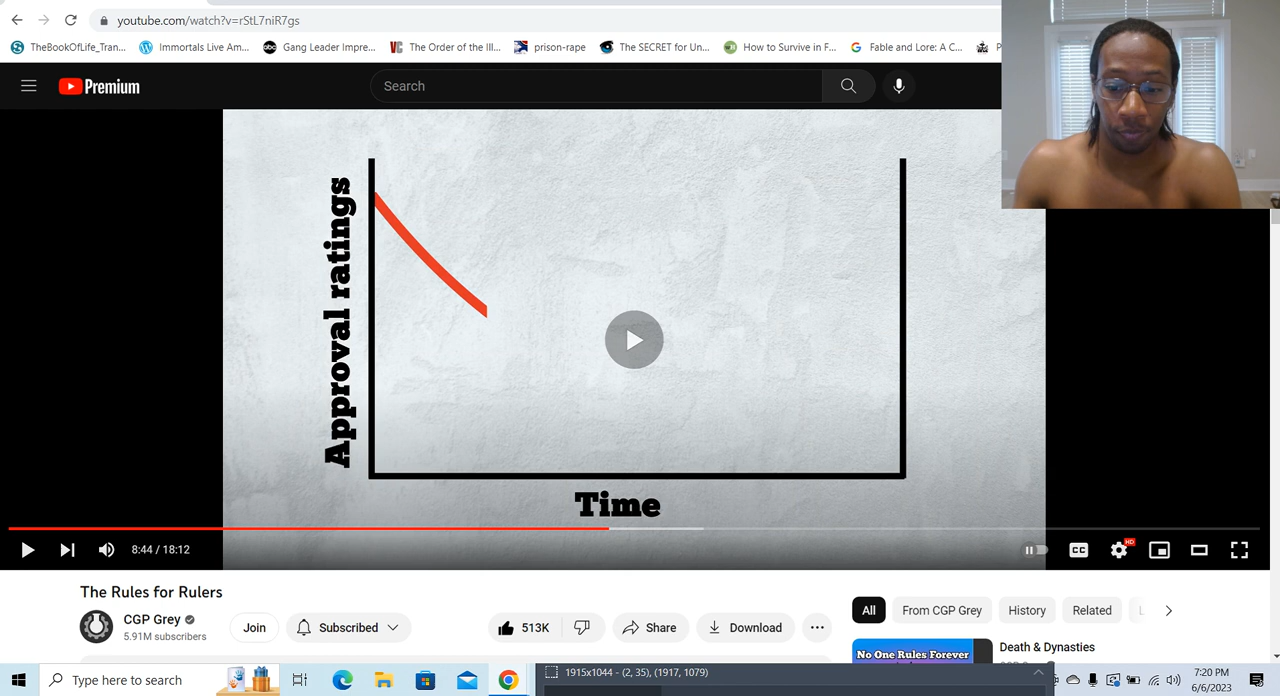 youtube.com/watch?v=rStL7niR7gs
TheBookOfLife_Tran... Immortals Live Am... Gang Leader Impre... The Order of the Ill... prison-rape The SECRET for Un... How to Survive in F... Fable and Lore: A C... P
Premium
Search
Approval ratings
Time
8:44 / 18:12
CC
HD
The Rules for Rulers
All
From CGP Grey
History
Related
CGP Grey
5.91M subscribers
Join
Subscribed
513K
Share
Download
No One Rules Forever
Death & Dynasties
Type here to search
1915x1044 - (2, 35), (1917, 1079)
7:20 PM
6/6/2023